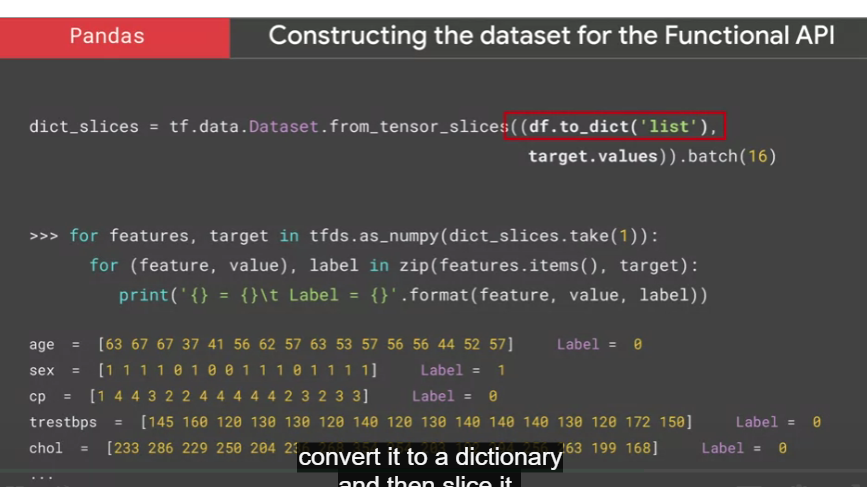 Pandas
Constructing the dataset for the Functional API
dict_slices = tf.data.Dataset.from_tensor_slices((df.to_dict('list'),
target.values)).batch(16)
>>> for features, target in tfds.as_numpy(dict_slices.take(1)):
for (feature, value), label in zip(features.items(), target):
print('{} = {}\t Label = {}'.format(feature, value, label))
age = [63 67 67 37 41 56 62 57 63 53 57 56 56 44 52 57] Label = 0
sex = [1 1 1 1 0 1 0 0 1 1 1 0 1 1 1 1] Label = 1
cp = [1 4 4 3 2 2 4 4 4 4 4 2 3 2 3 3] Label = 0
trestbps = [145 160 120 130 130 120 140 120 130 140 140 140 130 120 172 150] Label = 0
chol = [233 286 229 250 204 63 199 168] Label = 0
...
convert it to a dictionary
and then slice it